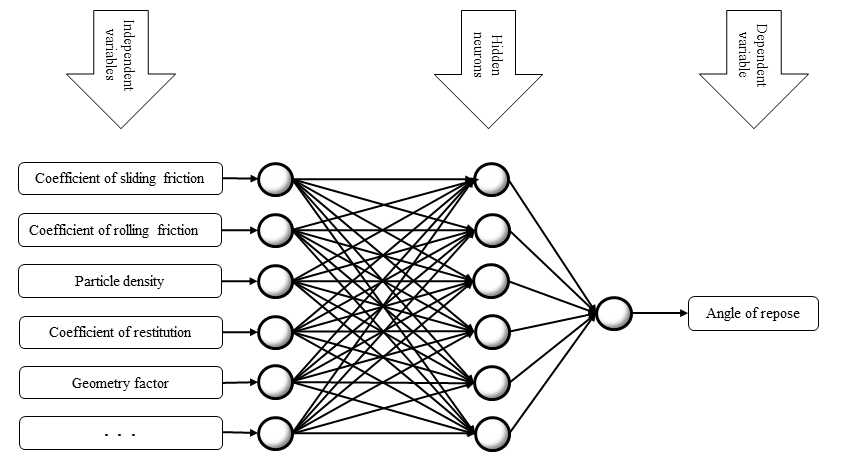 Independent
variables
Hidden
neurons
Dependent
variable
Coefficient of sliding friction
Coefficient of rolling friction
Particle density
Coefficient of restitution
Geometry factor
. . .
Angle of repose